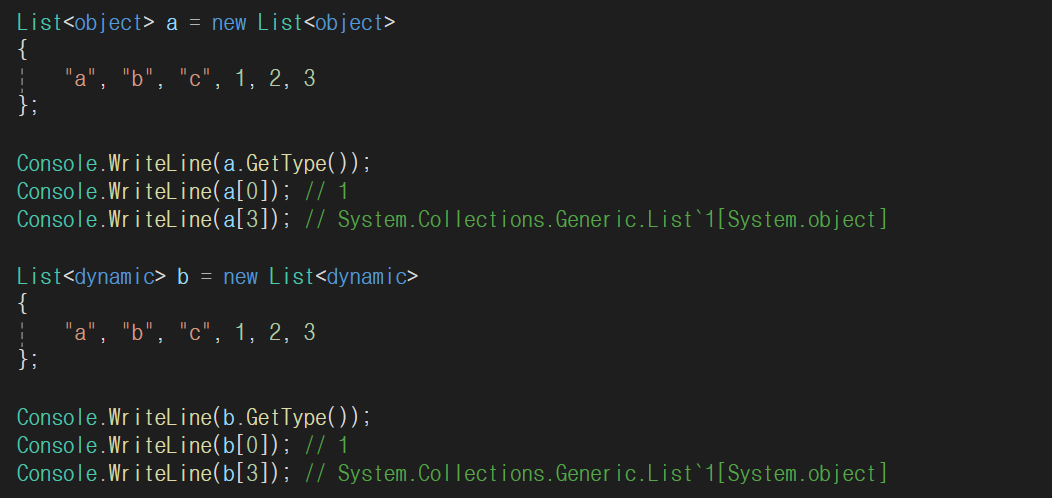 List<object> a = new List<object>
{
    "a", "b", "c", 1, 2, 3
};
Console.WriteLine(a.GetType());
Console.WriteLine(a[0]); // 1
Console.WriteLine(a[3]); // System.Collections.Generic.List`1[System.object]
List<dynamic> b = new List<dynamic>
{
    "a", "b", "c", 1, 2, 3
};
Console.WriteLine(b.GetType());
Console.WriteLine(b[0]); // 1
Console.WriteLine(b[3]); // System.Collections.Generic.List`1[System.object]